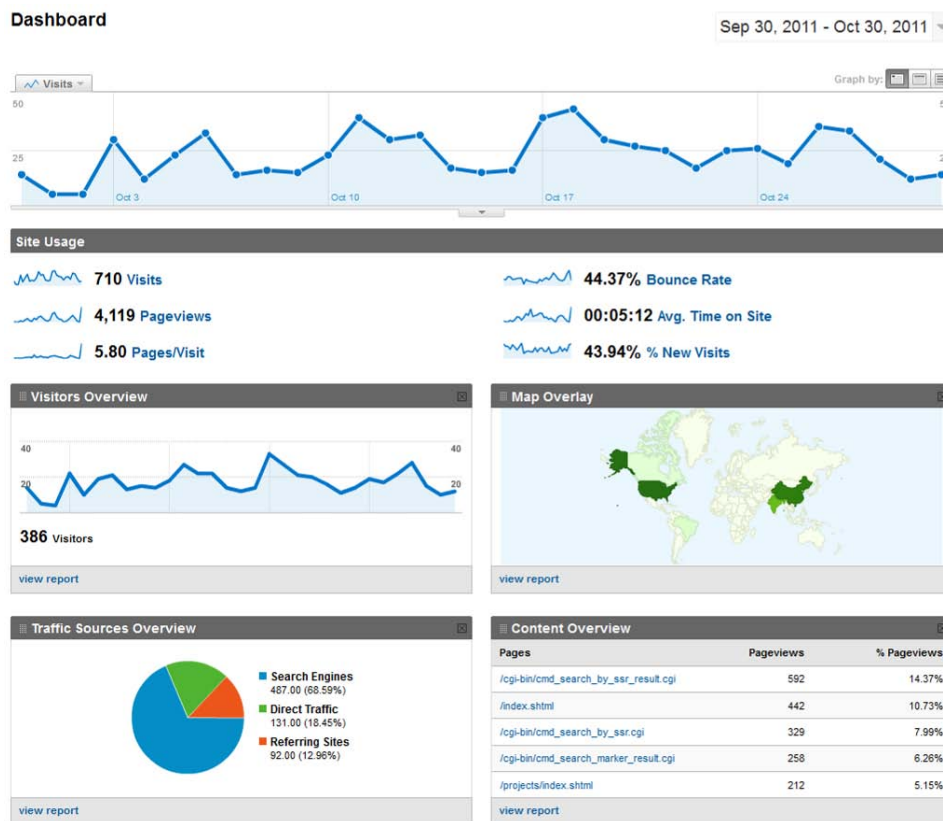 Dashboard
Sep 30, 2011 - Oct 30, 2011
Visits
Graph by:
50
25
Oct 3
Oct 10
Oct 17
Oct 24
Site Usage
710 Visits
44.37% Bounce Rate
4,119 Pageviews
00:05:12 Avg. Time on Site
5.80 Pages/Visit
43.94% % New Visits
Visitors Overview
40
40
20
20
386 Visitors
view report
Map Overlay
view report
Traffic Sources Overview
Search Engines
487.00 (68.59%)
Direct Traffic
131.00 (18.45%)
Referring Sites
92.00 (12.96%)
view report
Content Overview
Pages Pageviews % Pageviews
/cgi-bin/cmd_search_by_ssr_result.cgi 592 14.37%
/index.shtml 442 10.73%
/cgi-bin/cmd_search_by_ssr.cgi 329 7.99%
/cgi-bin/cmd_search_marker_result.cgi 258 6.26%
/projects/index.shtml 212 5.15%
view report